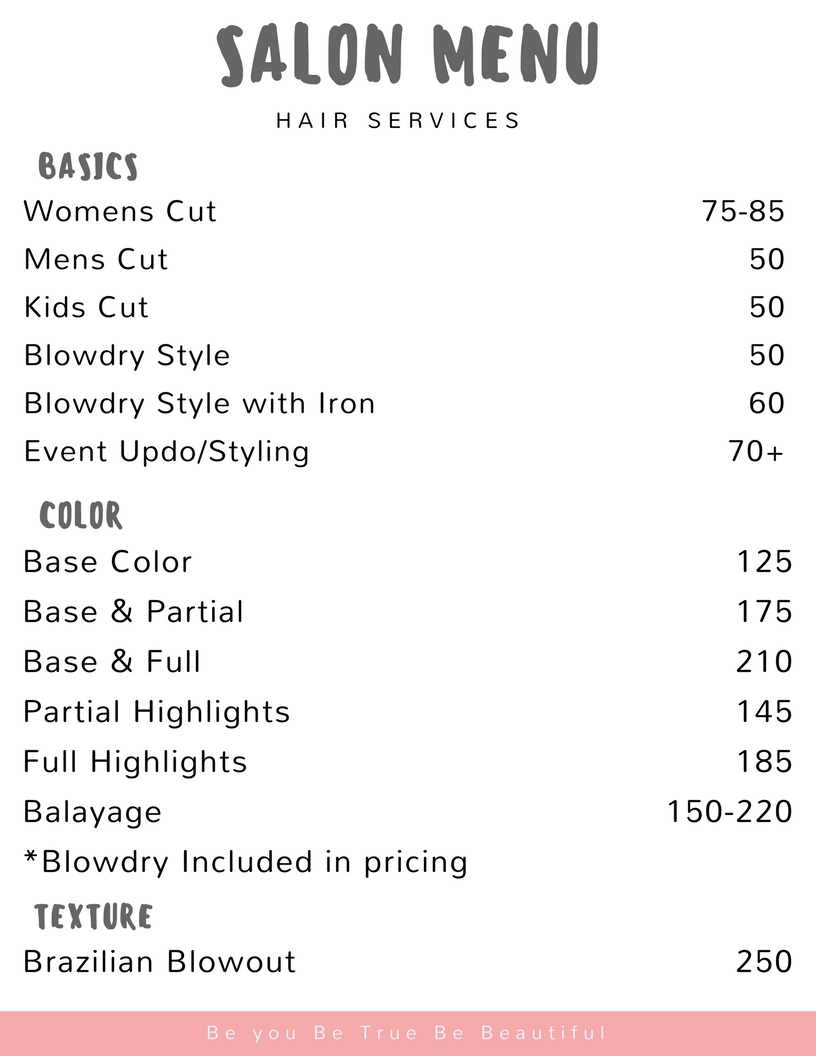 SALON MENU
HAIR SERVICES
BASICS
Womens Cut 75-85
Mens Cut 50
Kids Cut 50
Blowdry Style 50
Blowdry Style with Iron 60
Event Updo/Styling 70+
COLOR
Base Color 125
Base & Partial 175
Base & Full 210
Partial Highlights 145
Full Highlights 185
Balayage 150-220
*Blowdry Included in pricing
TEXTURE
Brazilian Blowout 250
Be you Be True Be Beautiful